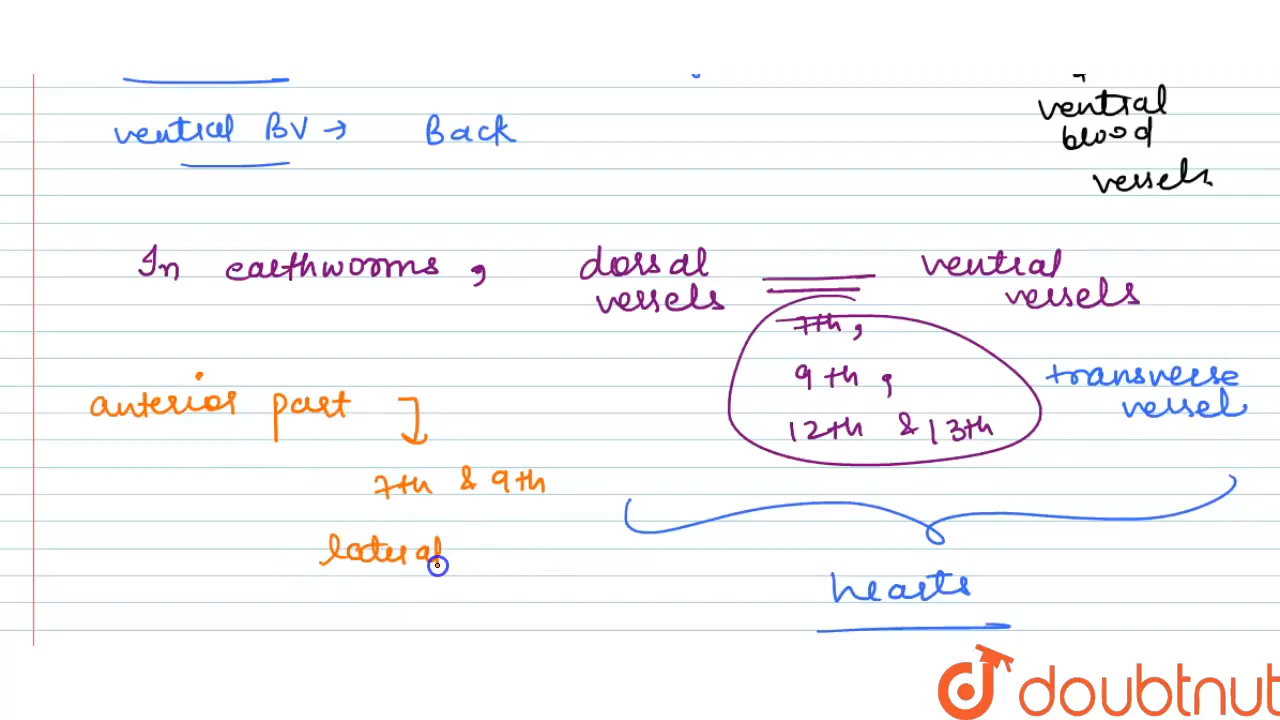 ventral
blood
vessels
ventral BV → Back
In earthworms, dorsal vessels
ventral vessels
7th,
9th,
12th & 13th
transverse vessel
anterior part
7th & 9th
lateral
hearts
doubtnut